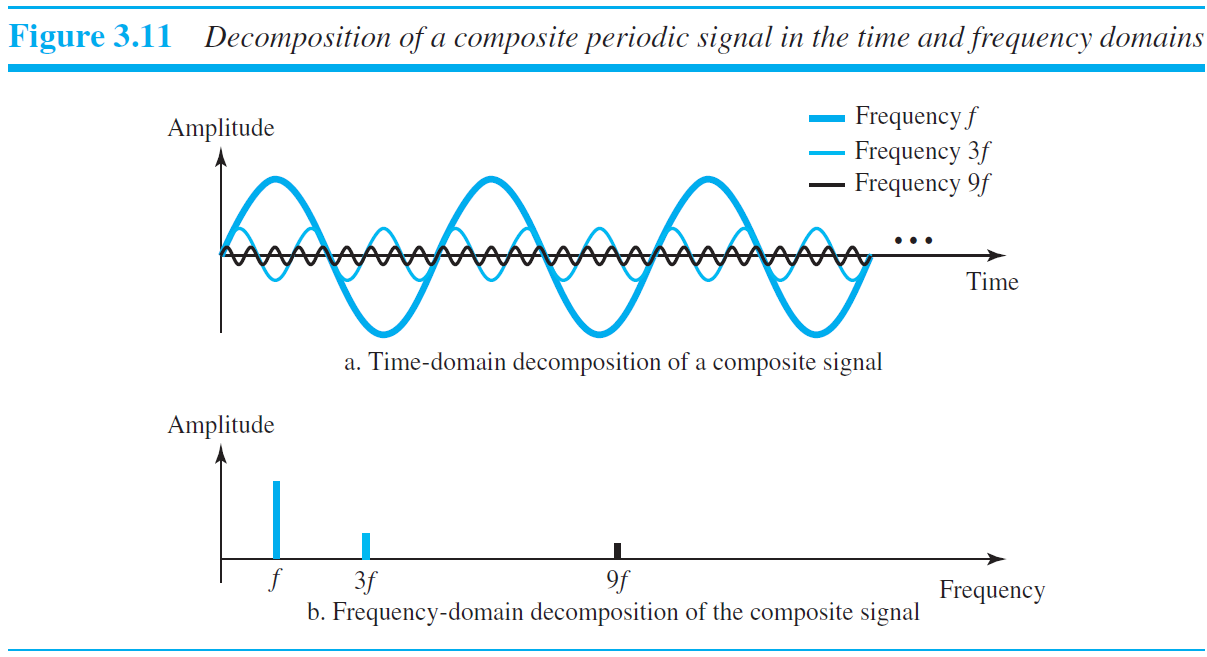 Figure 3.11 Decomposition of a composite periodic signal in the time and frequency domains
Amplitude
Frequency f
Frequency 3f
Frequency 9f
Time
a. Time-domain decomposition of a composite signal
Amplitude
f
3f
9f
Frequency
b. Frequency-domain decomposition of the composite signal